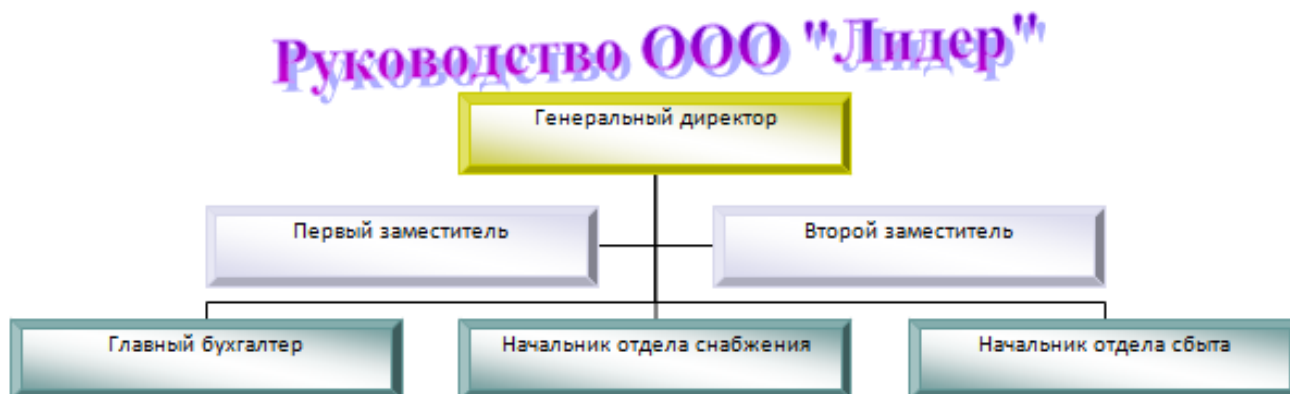 Руководство ООО "Лидер"
Генеральный директор
Первый заместитель
Второй заместитель
Главный бухгалтер
Начальник отдела снабжения
Начальник отдела сбыта